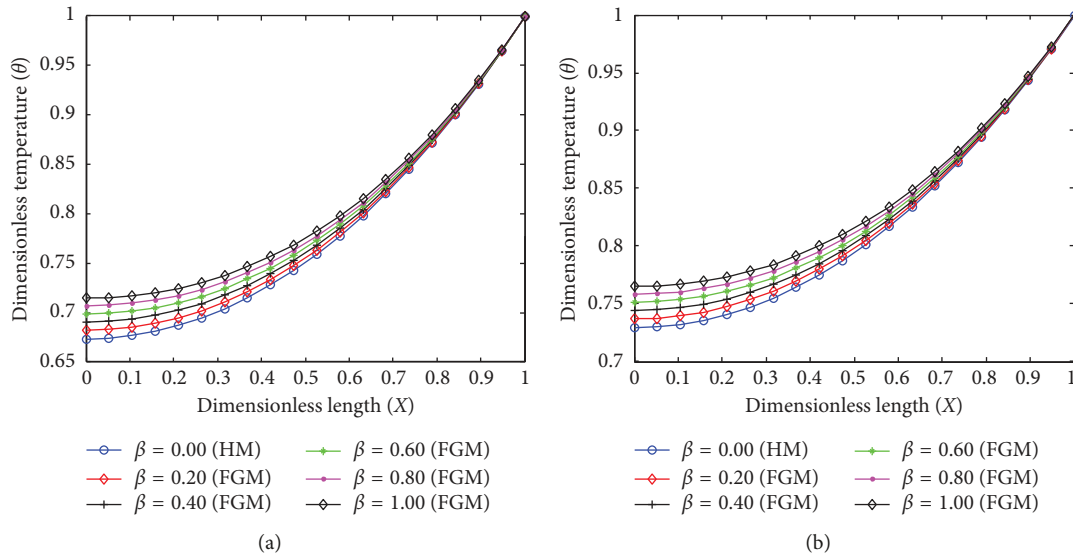 1
0.95
0.9
0.85
0.8
0.75
0.7
0.65
Dimensionless temperature (θ)
0 0.1 0.2 0.3 0.4 0.5 0.6 0.7 0.8 0.9 1
Dimensionless length (X)
β = 0.00 (HM)
β = 0.20 (FGM)
β = 0.40 (FGM)
β = 0.60 (FGM)
β = 0.80 (FGM)
β = 1.00 (FGM)
(a)
1
0.95
0.9
0.85
0.8
0.75
0.7
Dimensionless temperature (θ)
0 0.1 0.2 0.3 0.4 0.5 0.6 0.7 0.8 0.9 1
Dimensionless length (X)
β = 0.00 (HM)
β = 0.20 (FGM)
β = 0.40 (FGM)
β = 0.60 (FGM)
β = 0.80 (FGM)
β = 1.00 (FGM)
(b)